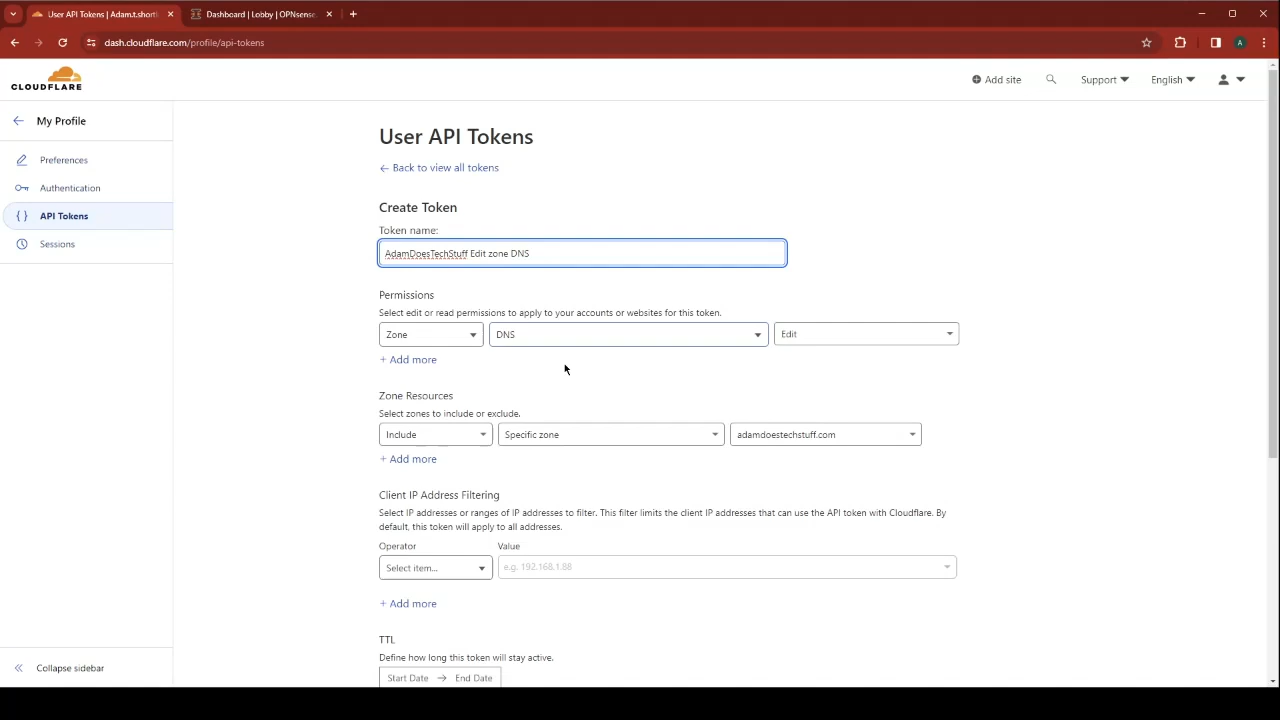 User API Tokens | Adam.t.short
Dashboard | Lobby | OPNsense.
dash.cloudflare.com/profile/api-tokens
A
CLOUDFLARE
Add site
Support
English
My Profile
Preferences
Authentication
{ } API Tokens
Sessions
Collapse sidebar
User API Tokens
← Back to view all tokens
Create Token
Token name:
AdamDoesTechStuff Edit zone DNS
Permissions
Select edit or read permissions to apply to your accounts or websites for this token.
Zone DNS Edit
+ Add more
Zone Resources
Select zones to include or exclude.
Include Specific zone adamdoestechstuff.com
+ Add more
Client IP Address Filtering
Select IP addresses or ranges of IP addresses to filter. This filter limits the client IP addresses that can use the API token with Cloudflare. By
default, this token will apply to all addresses.
Operator Value
Select item... e.g. 192.168.1.88
+ Add more
TTL
Define how long this token will stay active.
Start Date → End Date